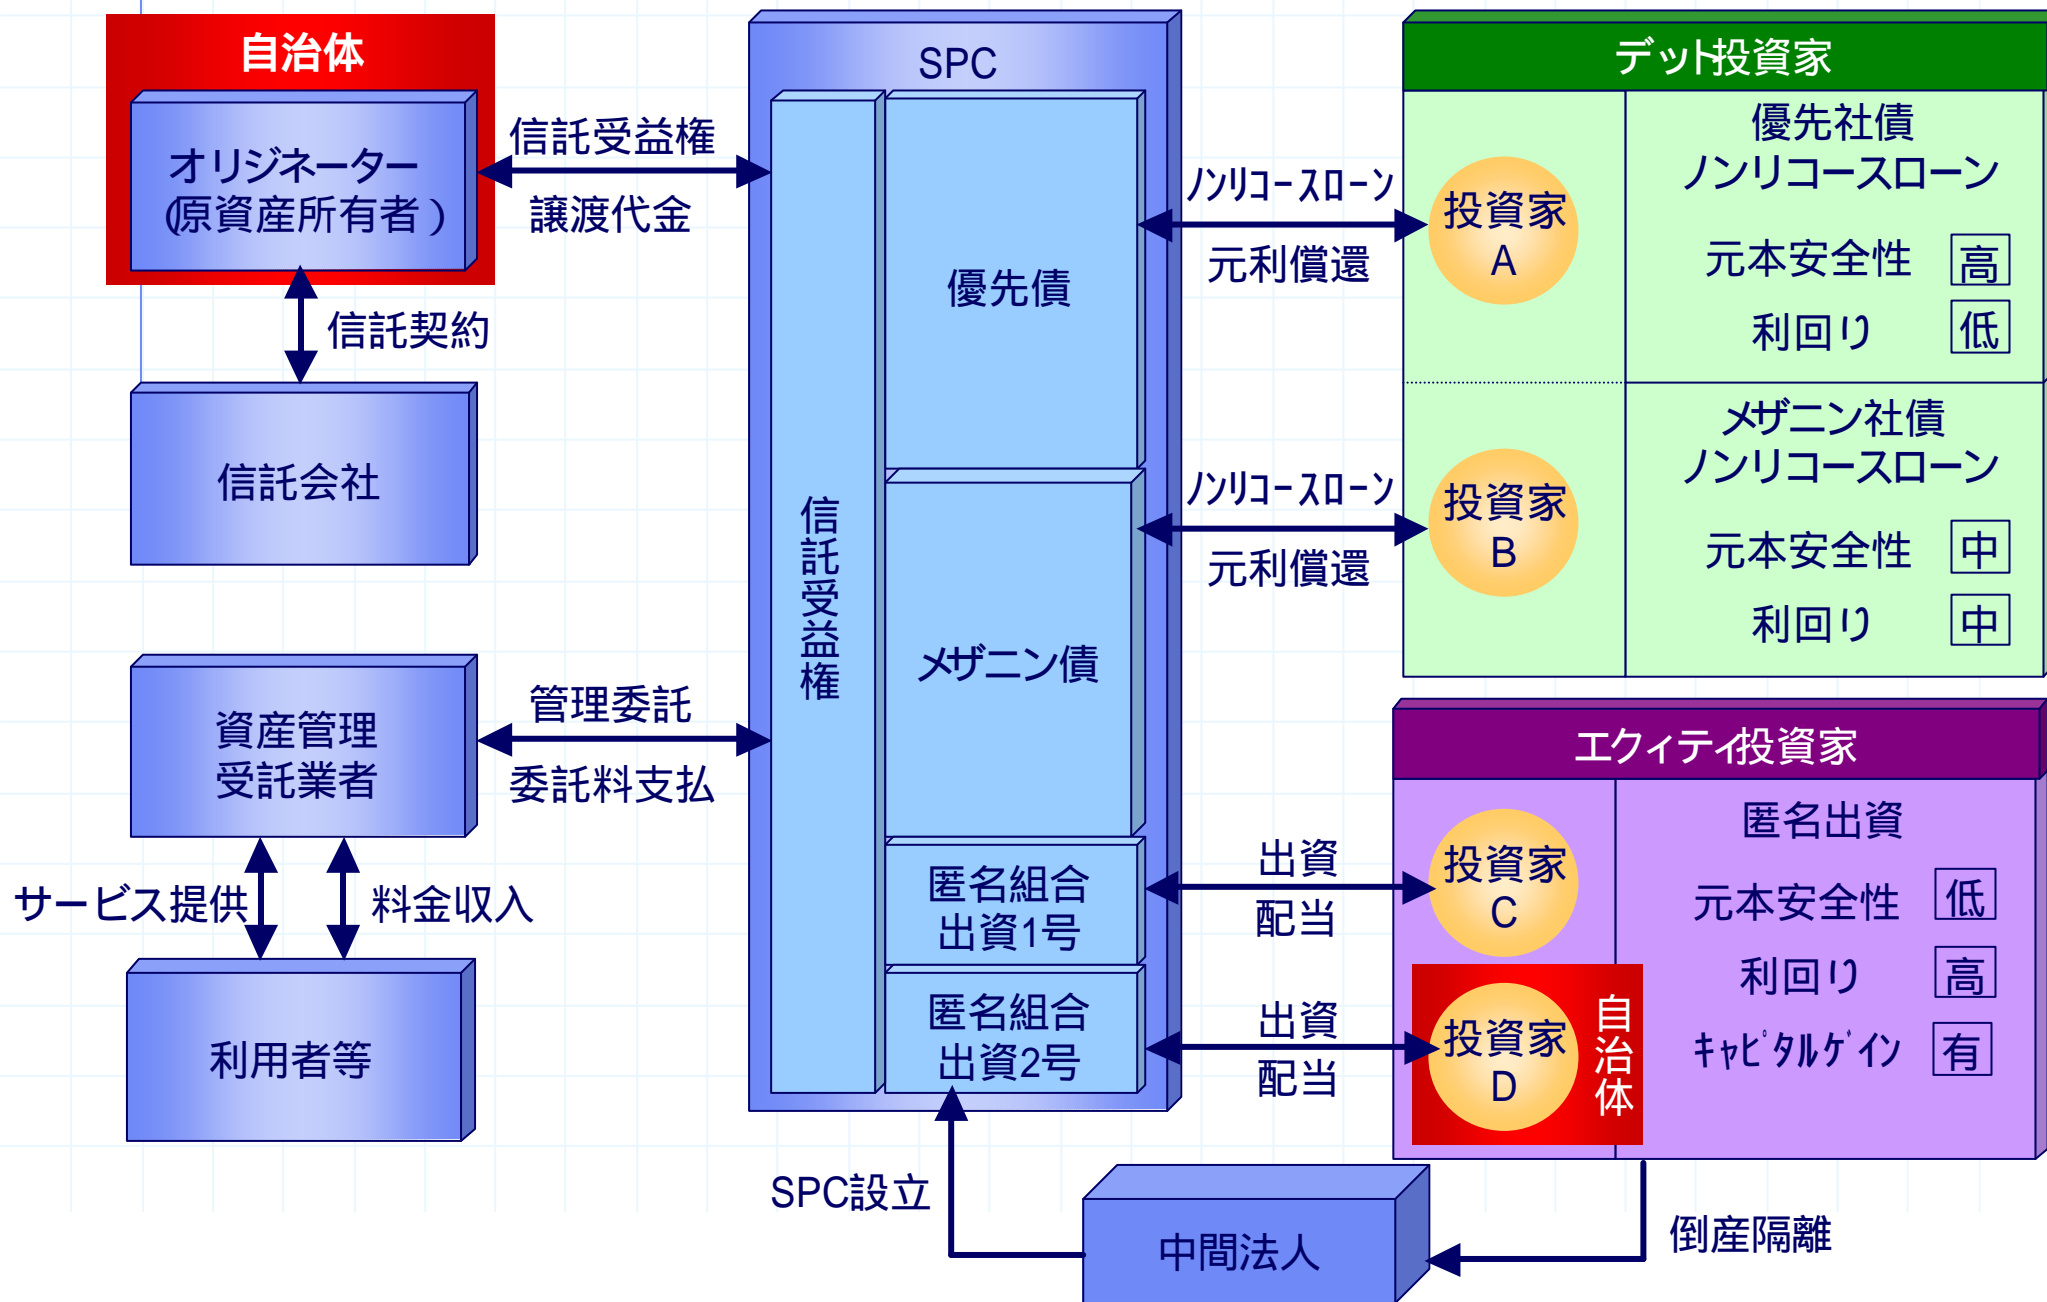 自治体
オリジネーター
(原資産所有者)
信託契約
信託会社
信託受益権
譲渡代金
資産管理
受託業者
管理委託
委託料支払
サービス提供
料金収入
利用者等
SPC
信託受益権
優先債
メザニン債
匿名組合
出資1号
匿名組合
出資2号
SPC設立
中間法人
倒産隔離
ノンリコースローン
元利償還
ノンリコースローン
元利償還
出資
配当
出資
配当
デット投資家
投資家
A
優先社債
ノンリコースローン
元本安全性 高
利回り 低
投資家
B
メザニン社債
ノンリコースローン
元本安全性 中
利回り 中
エクィティ投資家
投資家
C
匿名出資
元本安全性 低
利回り 高
キャピタルゲイン 有
投資家
D
自治体